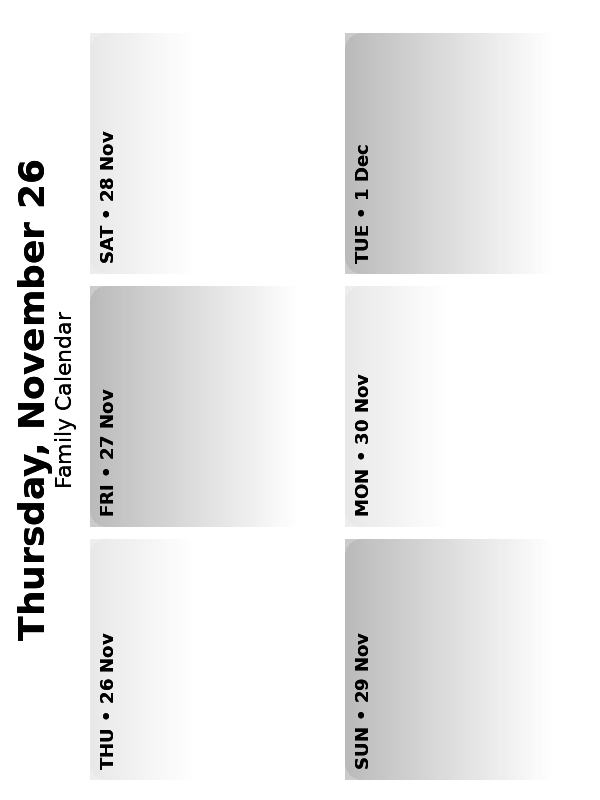 Thursday, November 26
Family Calendar
THU • 26 Nov
FRI • 27 Nov
SAT • 28 Nov
SUN • 29 Nov
MON • 30 Nov
TUE • 1 Dec